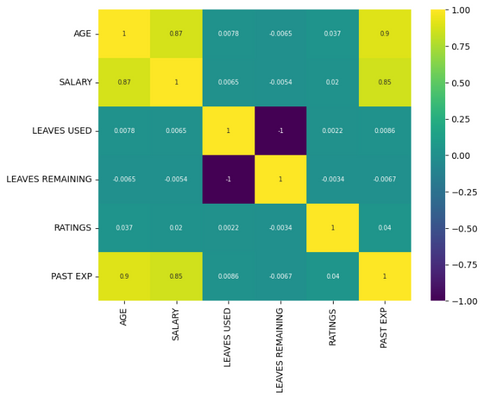 AGE 1 0.87 0.0078 -0.0065 0.037 0.9
SALARY 0.87 1 0.0065 -0.0054 0.02 0.85
LEAVES USED 0.0078 0.0065 1 -1 0.0022 0.0086
LEAVES REMAINING -0.0065 -0.0054 -1 1 -0.0034 -0.0067
RATINGS 0.037 0.02 0.0022 -0.0034 1 0.04
PAST EXP 0.9 0.85 0.0086 -0.0067 0.04 1
AGE
SALARY
LEAVES USED
LEAVES REMAINING
RATINGS
PAST EXP
1.00
0.75
0.50
0.25
0.00
−0.25
−0.50
−0.75
−1.00